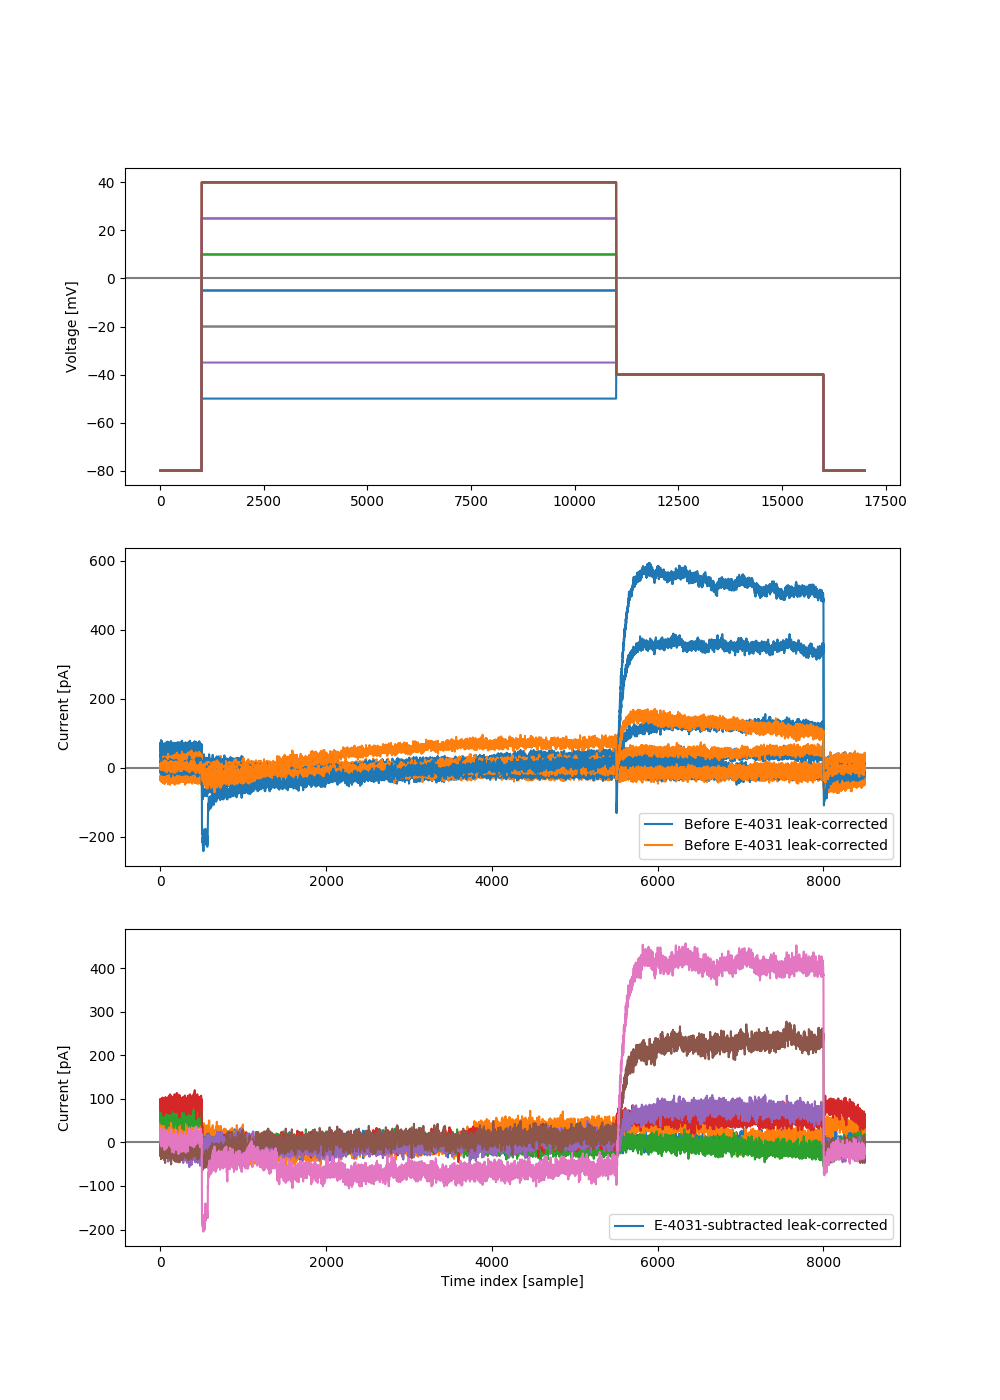 40
20
0
−20
−40
−60
−80
Voltage [mV]
0 2500 5000 7500 10000 12500 15000 17500
600
400
200
0
−200
Current [pA]
Before E-4031 leak-corrected
Before E-4031 leak-corrected
0 2000 4000 6000 8000
400
300
200
100
0
−100
−200
Current [pA]
E-4031-subtracted leak-corrected
0 2000 4000 6000 8000
Time index [sample]